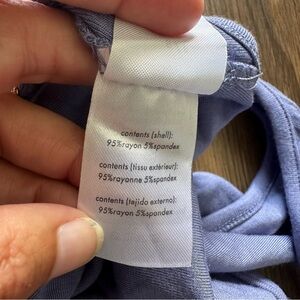 contents (shell):
95%rayon 5%spandex
contents (tissu extérieur):
95%rayonne 5%spandex
contents (tejido externo):
95%rayon 5%spandex